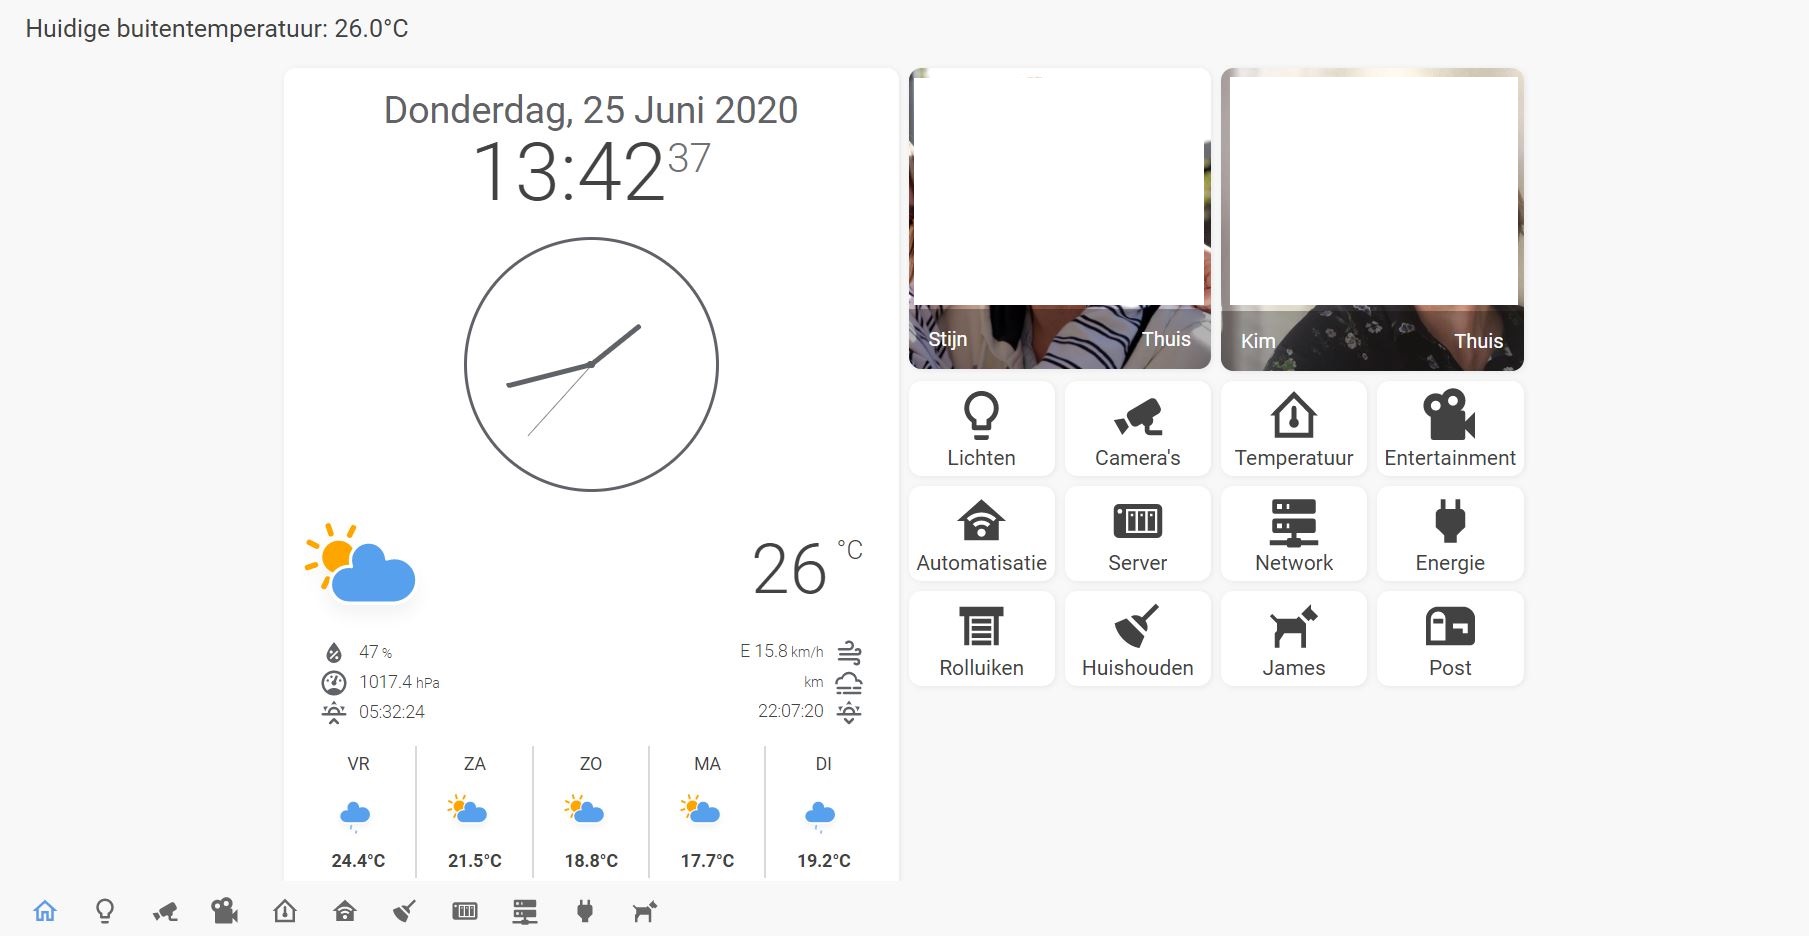 Huidige buitentemperatuur: 26.0°C
Donderdag, 25 Juni 2020
13:42 37
26 °C
47 %
E 15.8 km/h
1017.4 hPa
km
05:32:24
22:07:20
VR ZA ZO MA DI
24.4°C 21.5°C 18.8°C 17.7°C 19.2°C
Stijn Thuis
Kim Thuis
Lichten Camera's Temperatuur Entertainment
Automatisatie Server Network Energie
Rolluiken Huishouden James Post